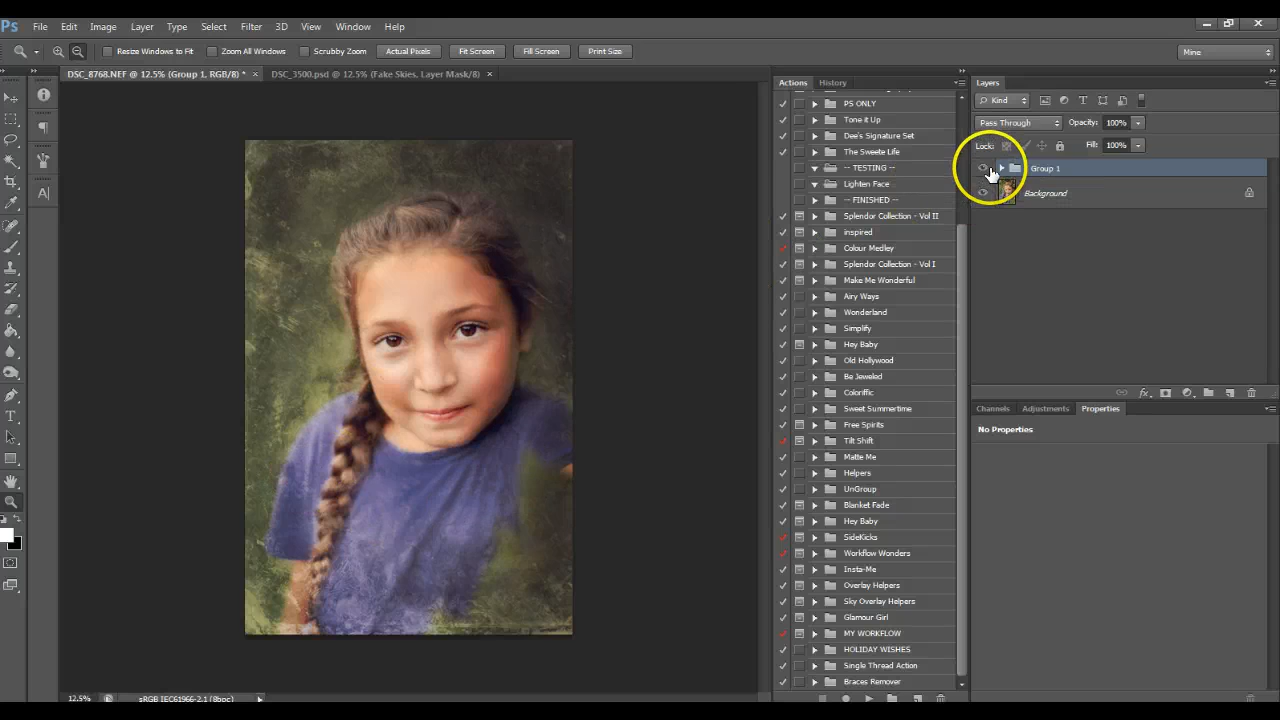 Ps File Edit Image Layer Type Select Filter 3D View Window Help
Resize Windows to Fit Zoom All Windows Scrubby Zoom Actual Pixels Fit Screen Fill Screen Print Size Mine
DSC_8768.NEF @ 12.5% (Group 1, RGB/8) * × DSC_3500.psd @ 12.5% (Fake Skies, Layer Mask/8) ×
Actions History
PS ONLY
Tone it Up
Dee's Signature Set
The Sweete Life
-- TESTING --
Lighten Face
-- FINISHED --
Splendor Collection - Vol II
inspired
Colour Medley
Splendor Collection - Vol I
Make Me Wonderful
Airy Ways
Wonderland
Simplify
Hey Baby
Old Hollywood
Be Jeweled
Coloriffic
Sweet Summertime
Free Spirits
Tilt Shift
Matte Me
Helpers
UnGroup
Blanket Fade
Hey Baby
SideKicks
Workflow Wonders
Insta-Me
Overlay Helpers
Sky Overlay Helpers
Glamour Girl
MY WORKFLOW
HOLIDAY WISHES
Single Thread Action
Braces Remover
Layers
Kind
Pass Through Opacity: 100%
Lock: Fill: 100%
Group 1
Background
fx
Channels Adjustments Properties
No Properties
12.5% sRGB IEC61966-2.1 (8bpc)